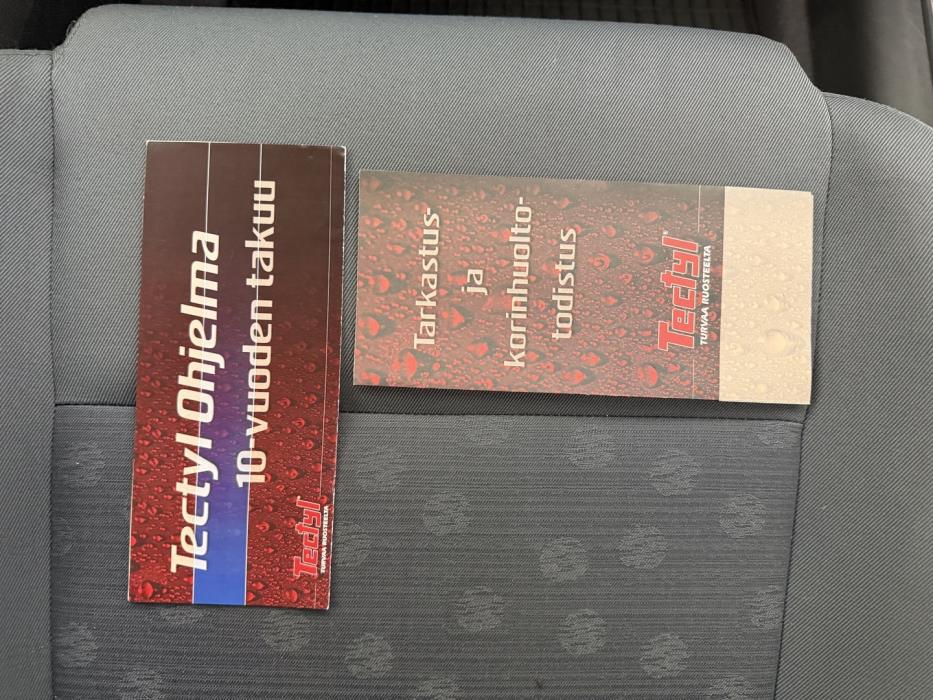 Tectyl Ohjelma
10-vuoden takuu
Tectyl
TURVAA RUOSTEELTA
Tarkastus-
ja
korinhuolto-
todistus
Tectyl®
TURVAA RUOSTEELTA